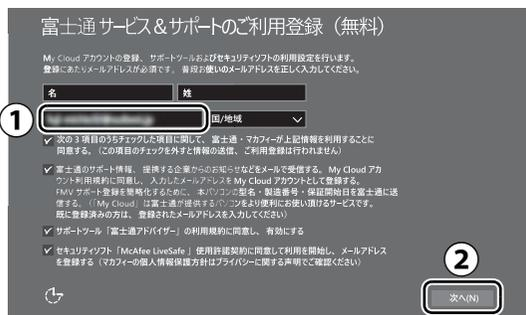 富士通 サービス＆サポートのご利用登録（無料）
My Cloud アカウントの登録、サポートツールおよびセキュリティソフトの利用設定を行います。
登録にあたりメールアドレスが必須です。 普段お使いのメールアドレスを正しく入力してください。
名 姓
① 国/地域
次の 3 項目のうちチェックした項目に関して、富士通・マカフィーが上記情報を利用することに
同意する。（この項目のチェックを外すと情報の送信、ご利用登録は行われません）
富士通のサポート情報、 提携する企業からのお知らせなどをメールで受信する。 My Cloud アカ
ウント利用規約に同意し、 入力したメールアドレスを My Cloud アカウントとして登録する。
FMV サポート登録を簡略化するために、 本パソコンの型名・製造番号・保証開始日を富士通に送
信する。（「My Cloud」は富士通が提供するパソコンをより便利にお使い頂けるサービスです。
既に登録済みの方は、 登録されたメールアドレスを入力してください）
サポートツール「富士通アドバイザー」の利用規約に同意し、 有効にする
セキュリティソフト「McAfee LiveSafe 」使用許諾契約に同意して利用を開始し、 メールアドレス
を登録する（マカフィーの個人情報保護方針はプライバシーに関する声明でご確認ください）
②
次へ(N)